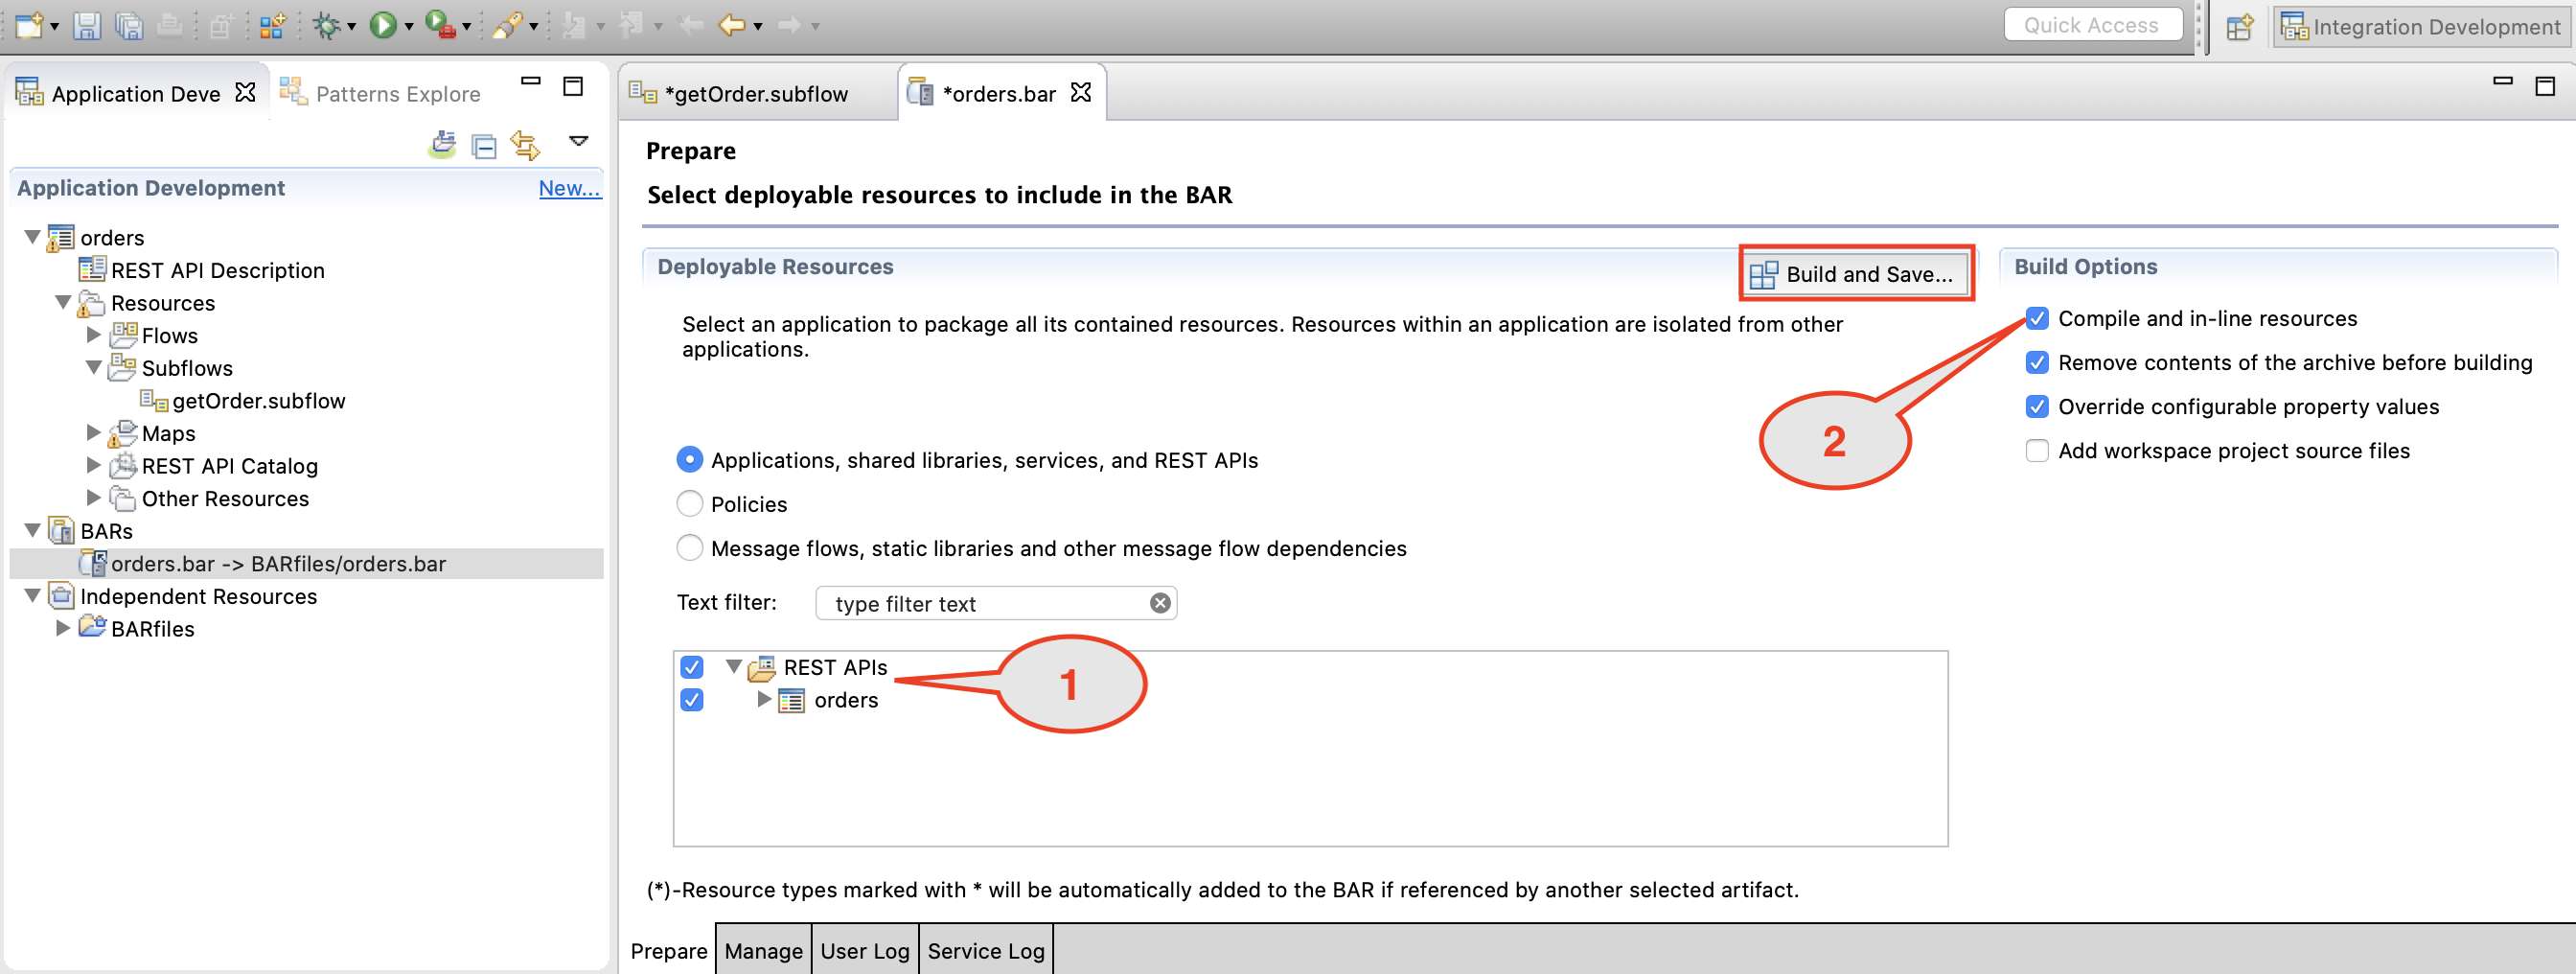 Quick Access
Integration Development
Application Deve
Patterns Explore
Application Development
New...
orders
REST API Description
Resources
Flows
Subflows
getOrder.subflow
Maps
REST API Catalog
Other Resources
BARs
orders.bar -> BARfiles/orders.bar
Independent Resources
BARfiles
*getOrder.subflow
*orders.bar
Prepare
Select deployable resources to include in the BAR
Deployable Resources
Build and Save...
Select an application to package all its contained resources. Resources within an application are isolated from other
applications.
Applications, shared libraries, services, and REST APIs
Policies
Message flows, static libraries and other message flow dependencies
Text filter:
type filter text
REST APIs
orders
1
(*)-Resource types marked with * will be automatically added to the BAR if referenced by another selected artifact.
Build Options
Compile and in-line resources
Remove contents of the archive before building
Override configurable property values
Add workspace project source files
2
Prepare
Manage
User Log
Service Log